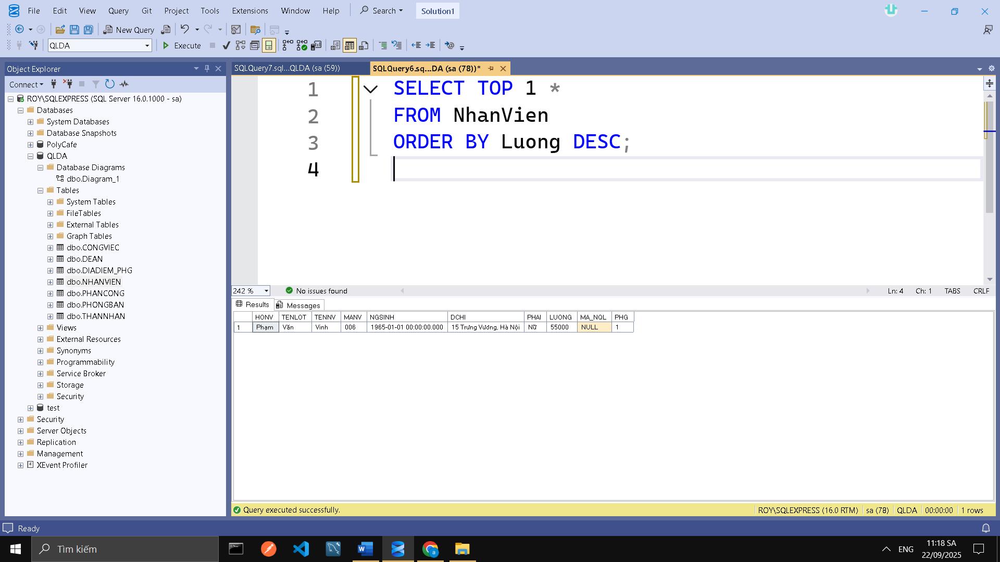 File Edit View Query Git Project Tools Extensions Window Help Search Solution1
New Query
QLDA Execute
Object Explorer
Connect
ROY\SQLEXPRESS (SQL Server 16.0.1000 - sa)
Databases
System Databases
Database Snapshots
PolyCafe
QLDA
Database Diagrams
dbo.Diagram_1
Tables
System Tables
FileTables
External Tables
Graph Tables
dbo.CONGVIEC
dbo.DEAN
dbo.DIADIEM_PHG
dbo.NHANVIEN
dbo.PHANCONG
dbo.PHONGBAN
dbo.THANNHAN
Views
External Resources
Synonyms
Programmability
Service Broker
Storage
Security
test
Security
Server Objects
Replication
Management
XEvent Profiler
SQLQuery7.sql...QLDA (sa (59)) SQLQuery6.sq...DA (sa (78))*
1 SELECT TOP 1 *
2 FROM NhanVien
3 ORDER BY Luong DESC;
4
242 % No issues found Ln: 4 Ch: 1 TABS CRLF
Results Messages
HONV TENLOT TENNV MANV NGSINH DCHI PHAI LUONG MA_NQL PHG
1 Phạm Văn Vinh 006 1965-01-01 00:00:00.000 15 Trưng Vương, Hà Nội Nữ 55000 NULL 1
Query executed successfully. ROY\SQLEXPRESS (16.0 RTM) sa (78) QLDA 00:00:00 1 rows
Ready
Tìm kiếm ENG 11:18 SA
22/09/2025